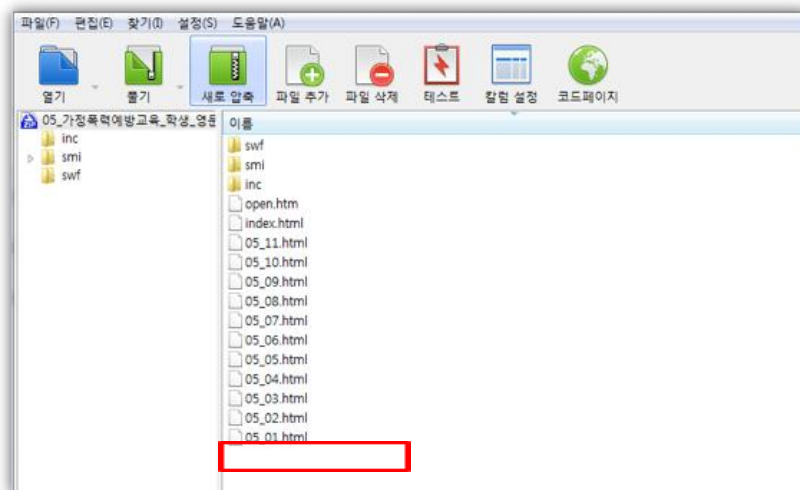 파일(F) 편집(E) 찾기(I) 설정(S) 도움말(A)
열기 풀기 새로 압축 파일 추가 파일 삭제 테스트 칼럼 설정 코드페이지
05_가정폭력예방교육_학생_영문
inc
smi
swf
이름
swf
smi
inc
open.htm
index.html
05_11.html
05_10.html
05_09.html
05_08.html
05_07.html
05_06.html
05_05.html
05_04.html
05_03.html
05_02.html
05_01.html